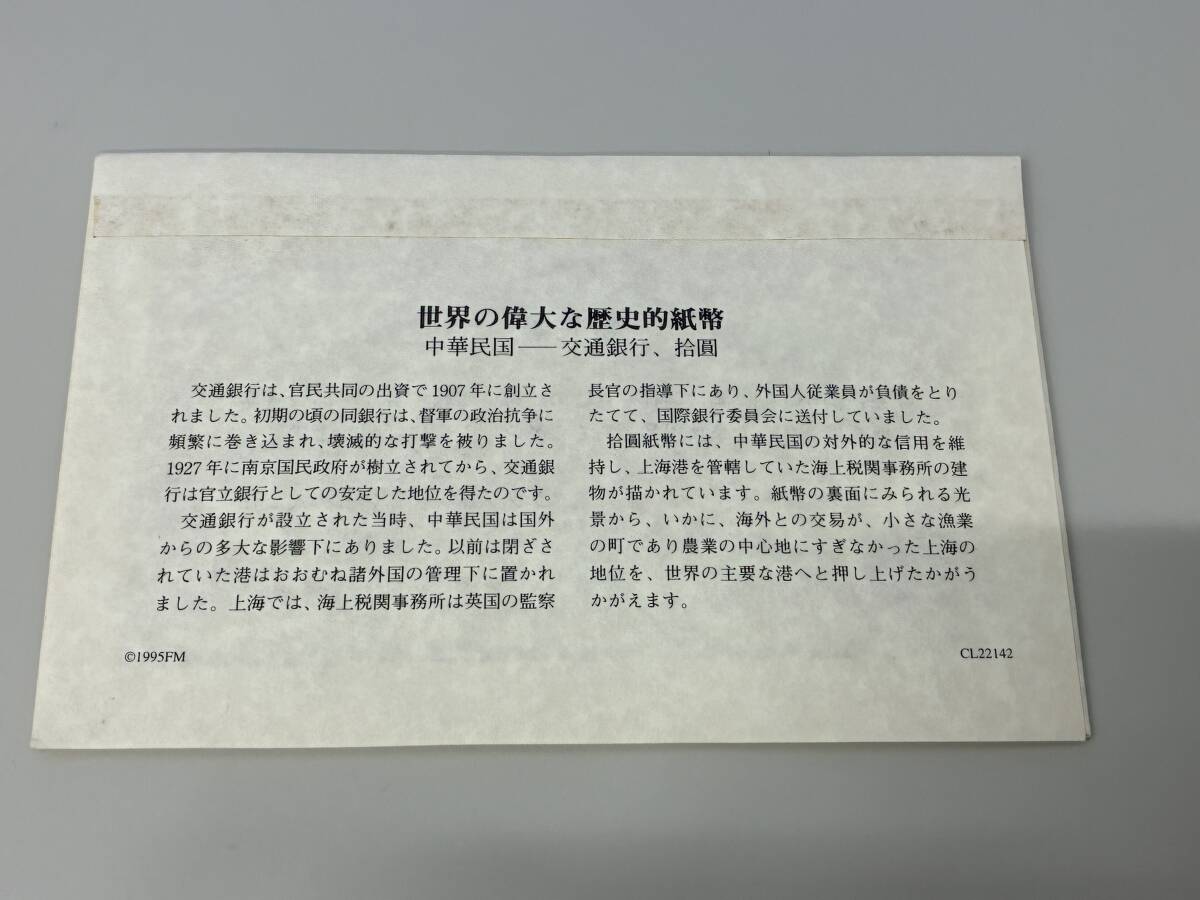 世界の偉大な歴史的紙幣
中華民国――交通銀行、拾圓
交通銀行は、官民共同の出資で1907年に創立さ
れました。初期の頃の同銀行は、督軍の政治抗争に
頻繁に巻き込まれ、壊滅的な打撃を被りました。
1927年に南京国民政府が樹立されてから、交通銀
行は官立銀行としての安定した地位を得たのです。
交通銀行が設立された当時、中華民国は国外
からの多大な影響下にありました。以前は閉ざさ
れていた港はおおむね諸外国の管理下に置かれ
ました。上海では、海上税関事務所は英国の監察
長官の指導下にあり、外国人従業員が負債をとり
たてて、国際銀行委員会に送付していました。
拾圓紙幣には、中華民国の対外的な信用を維
持し、上海港を管轄していた海上税関事務所の建
物が描かれています。紙幣の裏面にみられる光
景から、いかに、海外との交易が、小さな漁業
の町であり農業の中心地にすぎなかった上海の
地位を、世界の主要な港へと押し上げたかがう
かがえます。
©1995FM
CL22142